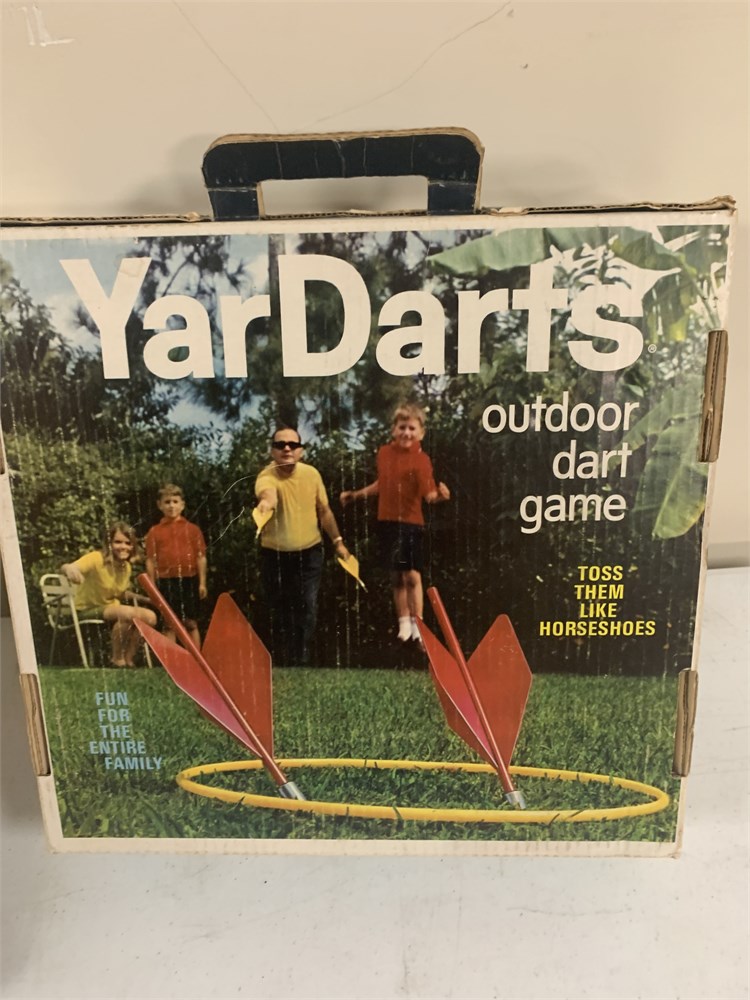 YarDarts®
outdoor
dart
game
TOSS
THEM
LIKE
HORSESHOES
FUN
FOR
THE
ENTIRE
FAMILY